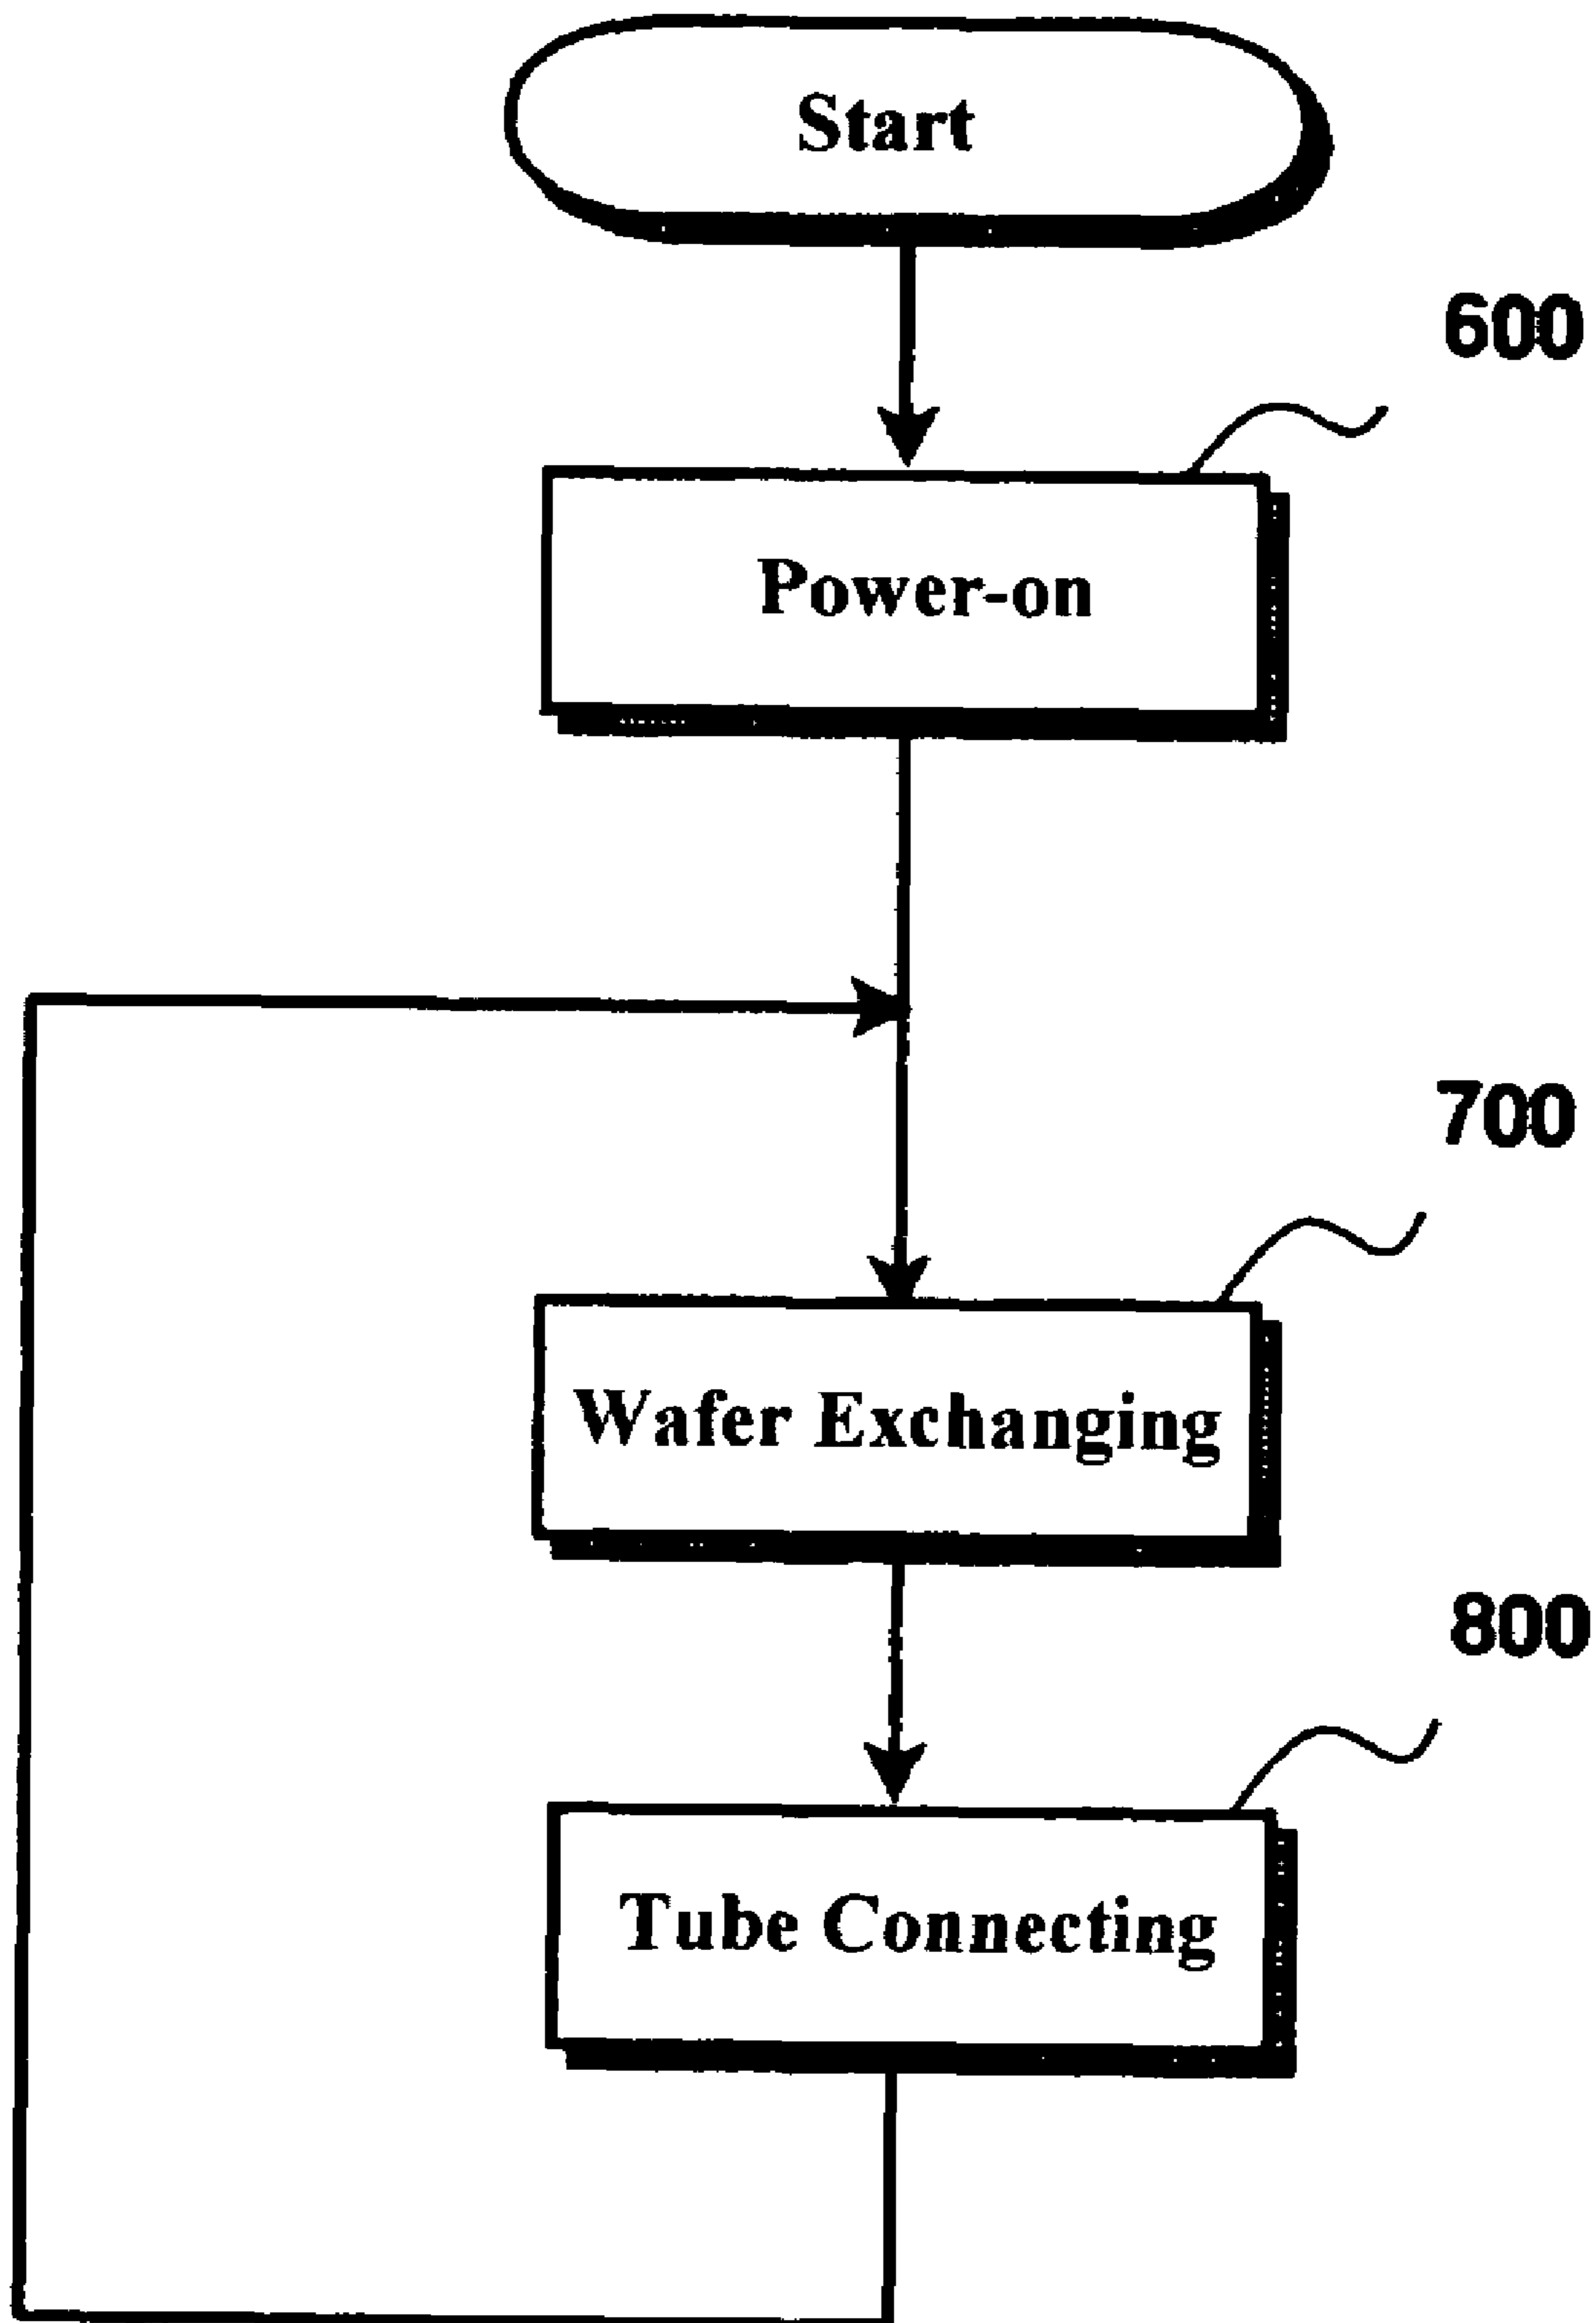 Start
600
Power-on
700
Wafer Exchanging
800
Tube Connecting